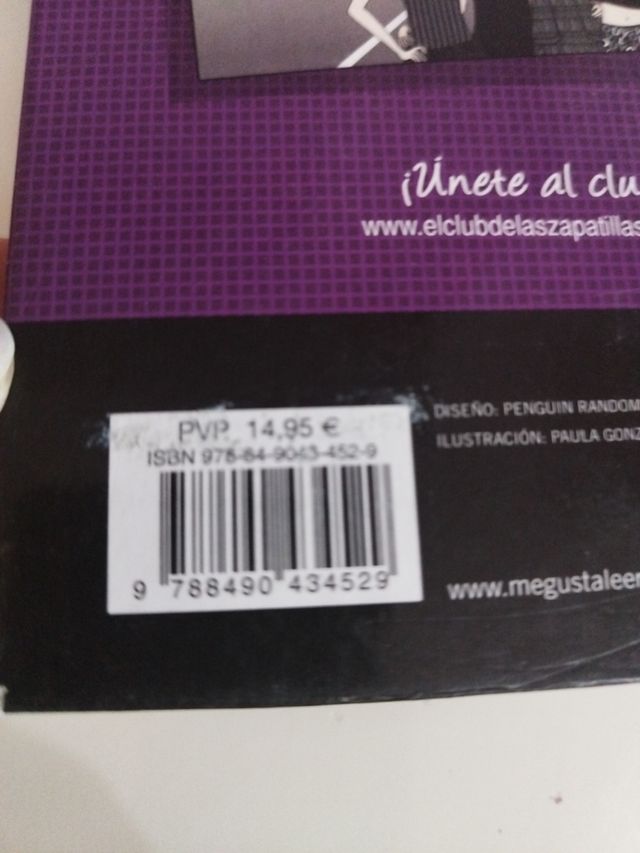 ¡Únete al clu
www.elclubdelaszapatillas
DISEÑO: PENGUIN RANDOM
ILUSTRACIÓN: PAULA GONZ
PVP. 14,95 €
ISBN 978-84-9043-452-9
9 788490 434529
www.megustaleer